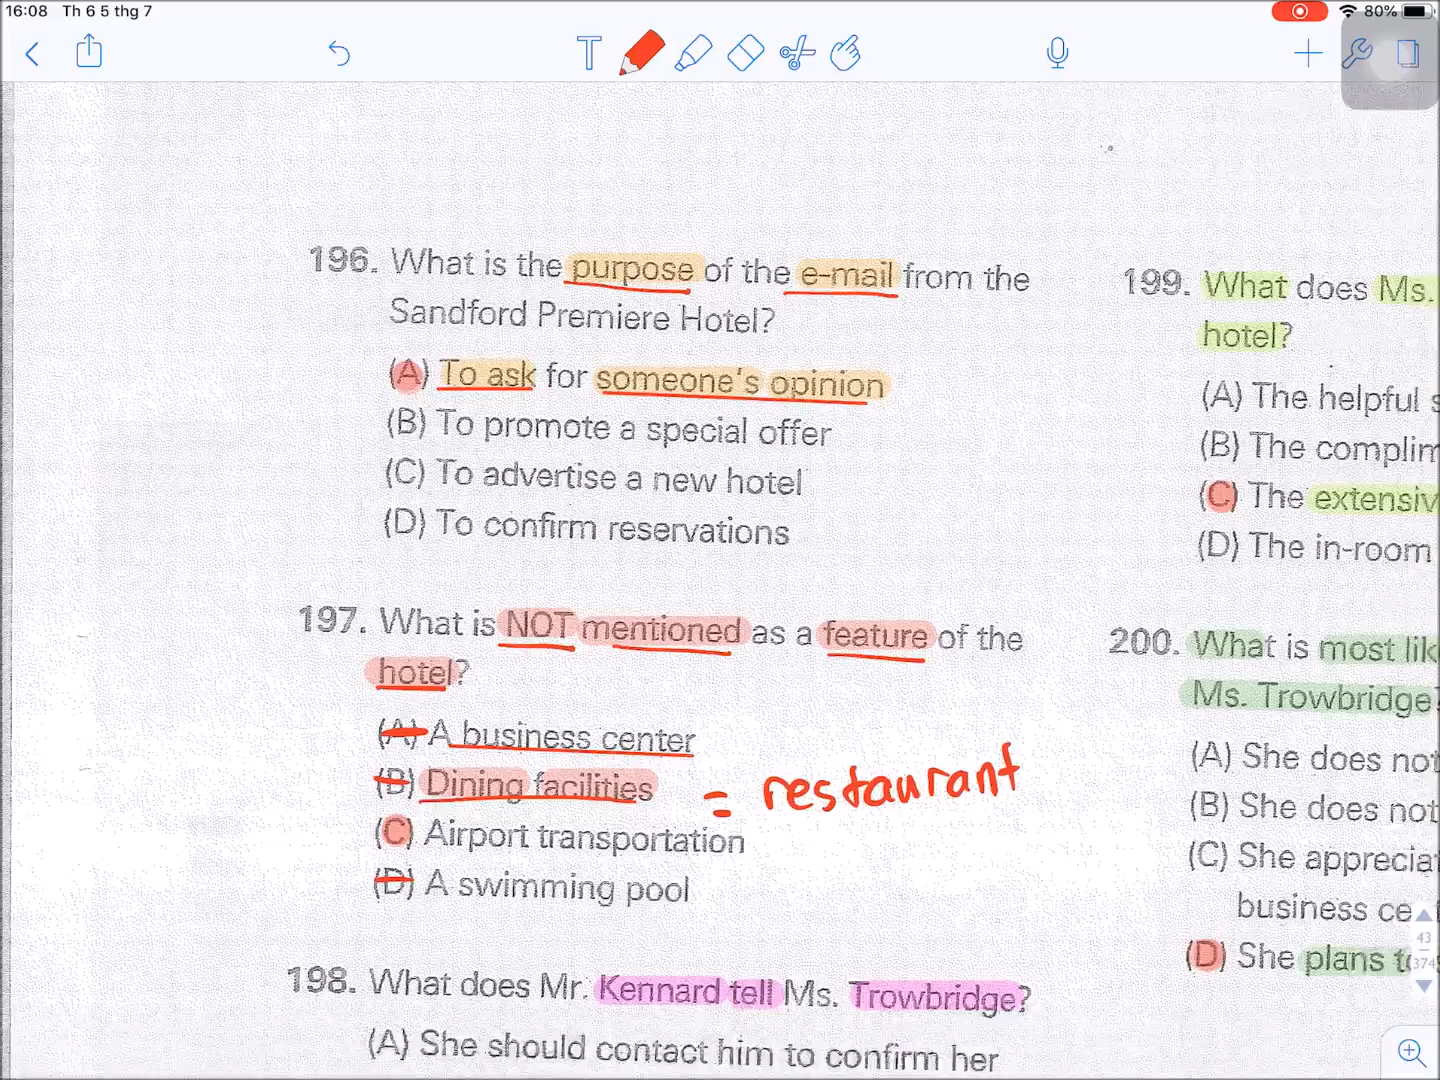 16:08 Th 6 5 thg 7
80%
T
196. What is the purpose of the e-mail from the
Sandford Premiere Hotel?
(A) To ask for someone's opinion
(B) To promote a special offer
(C) To advertise a new hotel
(D) To confirm reservations
197. What is NOT mentioned as a feature of the
hotel?
(A) A business center
(B) Dining facilities = restaurant
(C) Airport transportation
(D) A swimming pool
198. What does Mr. Kennard tell Ms. Trowbridge?
(A) She should contact him to confirm her
199. What does Ms.
hotel?
(A) The helpful
(B) The
(C) The
(D) The in-room
200. What is most
Ms. Trowbridge?
(A) She does not
(B) She does not
(C) She
business
(D) She plans
43
374